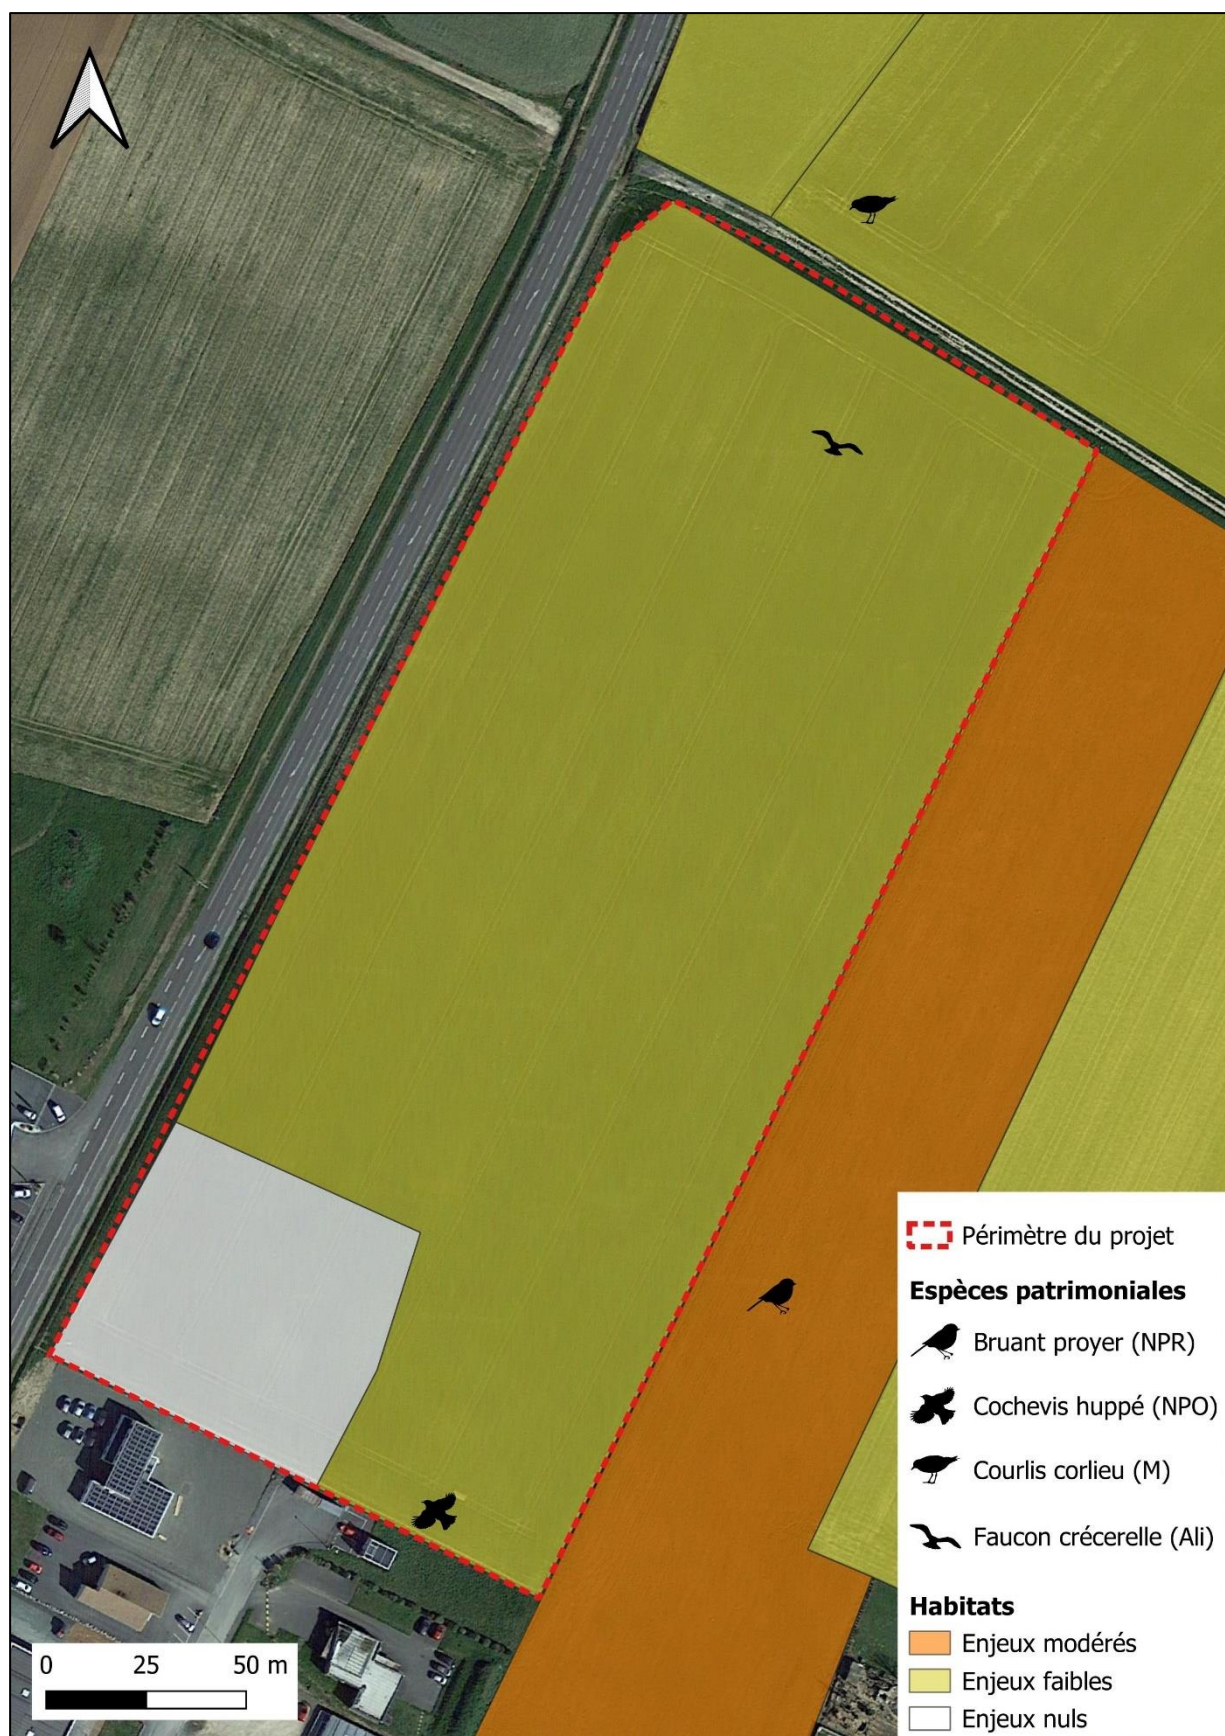 Périmètre du projet
Espèces patrimoniales
Bruant proyer (NPR)
Cochevis huppé (NPO)
Courlis corlieu (M)
Faucon crécerelle (Ali)
Habitats
Enjeux modérés
Enjeux faibles
Enjeux nuls
0 25 50 m